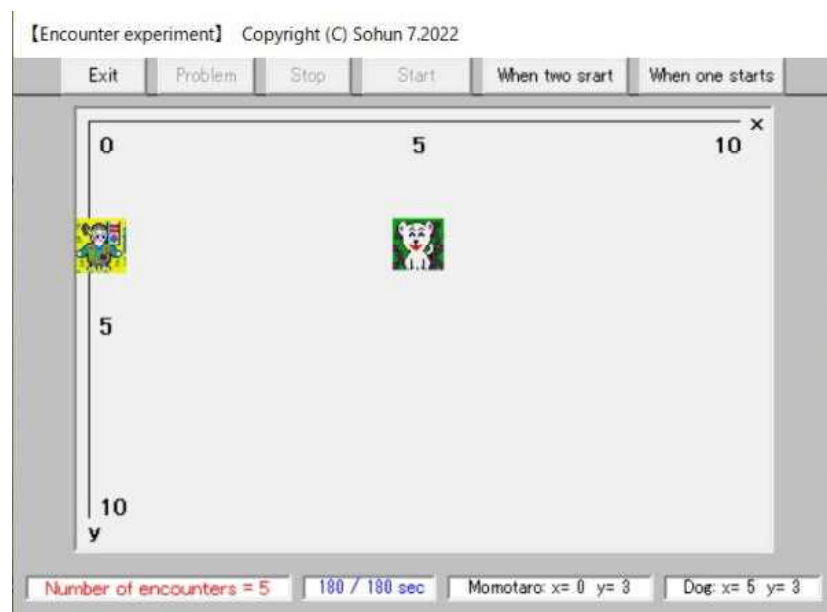 【Encounter experiment】 Copyright (C) Sohun 7.2022
Exit Problem Stop Start When two srart When one starts
x
0 5 10
5
10
y
Number of encounters = 5 180 / 180 sec Momotaro: x= 0 y= 3 Dog: x= 5 y= 3